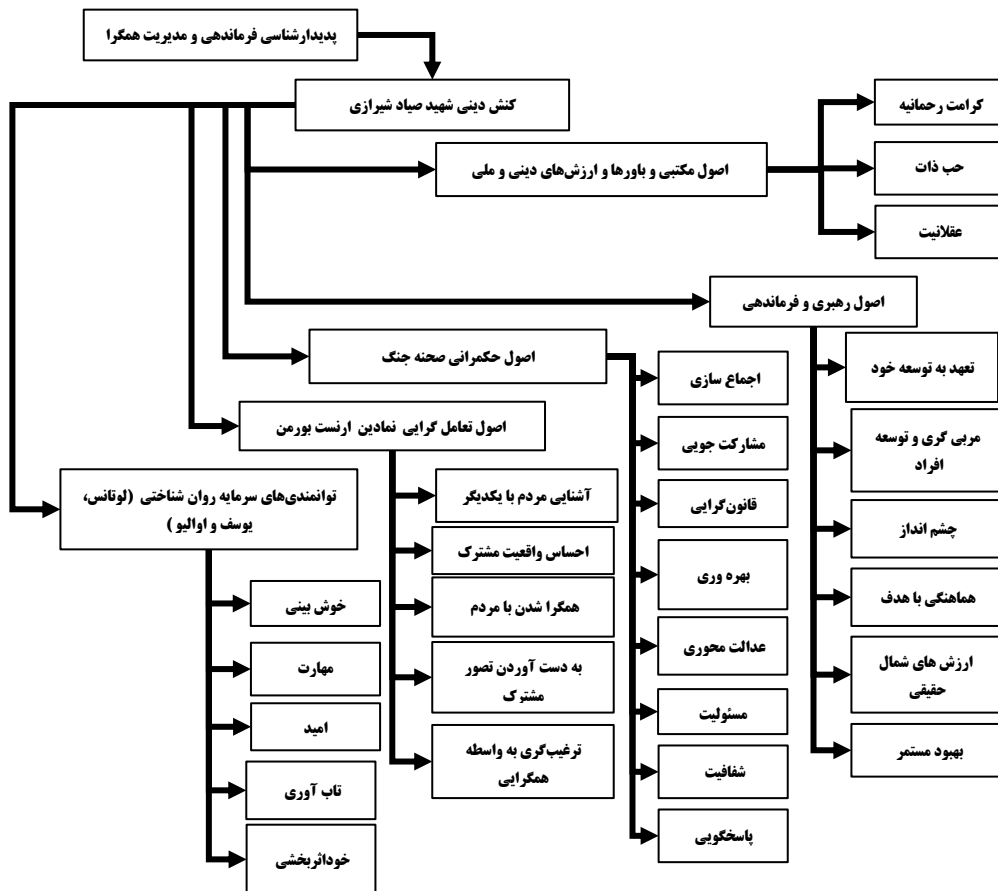 پدیدارشناسی فرماندهی و مدیریت همگرا
کنش دینی شهید صیاد شیرازی
اصول مکتبی و باورها و ارزش‌های دینی و ملی
کرامت رحمانیه
حب ذات
عقلانیت
اصول رهبری و فرماندهی
تعهد به توسعه خود
مربی گری و توسعه
افراد
چشم انداز
هماهنگی با هدف
ارزش های شمال
حقیقی
بهبود مستمر
اصول حکمرانی صحنه جنگ
اجماع سازی
مشارکت جویی
قانون‌گرایی
بهره وری
عدالت محوری
مسئولیت
شفافیت
پاسخگویی
اصول تعامل گرایی نمادین ارنست بورمن
آشنایی مردم با یکدیگر
احساس واقعیت مشترک
همگرا شدن با مردم
به دست آوردن تصور
مشترک
ترغیب‌گری به واسطه
همگرایی
توانمندی‌های سرمایه روان شناختی (لوتانس،
یوسف و اوالیو )
خوش بینی
مهارت
امید
تاب آوری
خوداثربخشی